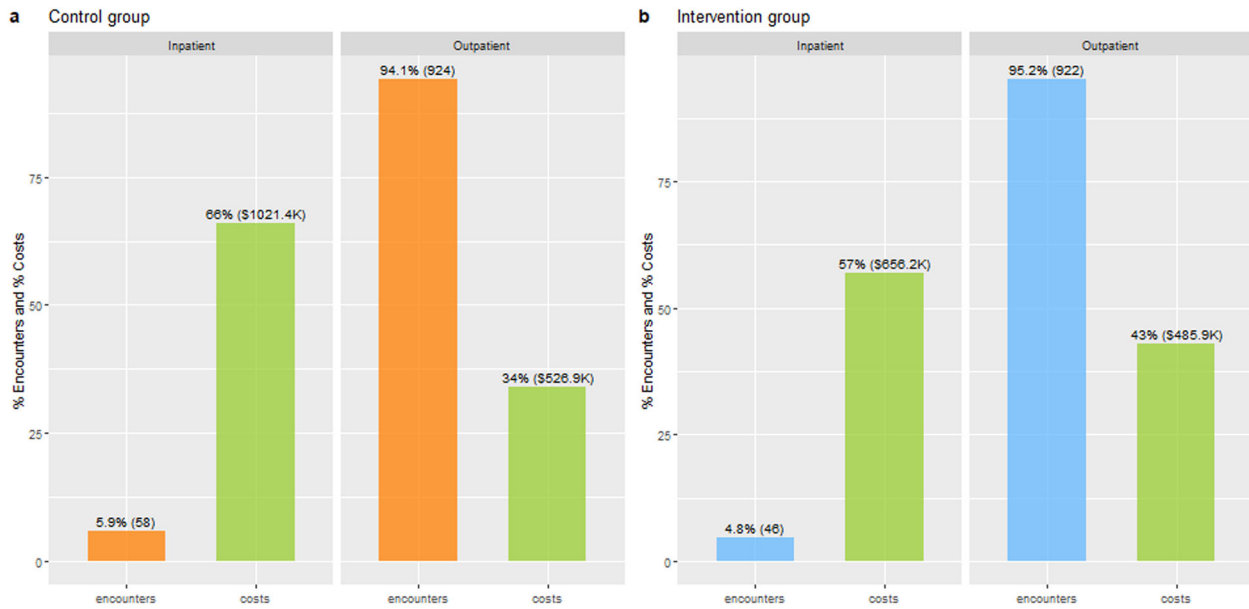 a Control group
Inpatient
Outpatient
% Encounters and % Costs
75
50
25
0
5.9% (58)
66% ($1021.4K)
94.1% (924)
34% ($526.9K)
encounters
costs
encounters
costs
b Intervention group
Inpatient
Outpatient
% Encounters and % Costs
75
50
25
0
4.8% (46)
57% ($656.2K)
95.2% (922)
43% ($485.9K)
encounters
costs
encounters
costs